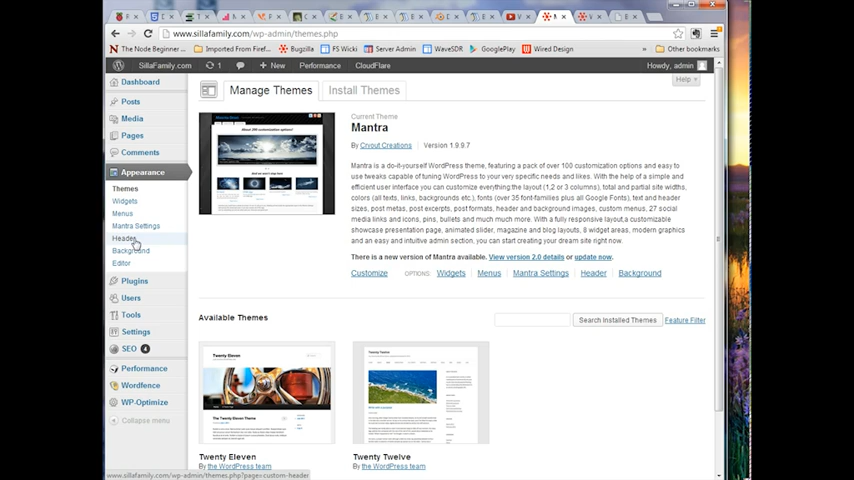 www.sillafamily.com/wp-admin/themes.php
The Node Beginner ...
Imported From Firef...
Bugzilla
FS Wicki
Server Admin
WaveSDR
GooglePlay
Wired Design
Other bookmarks
SillaFamily.com
1
New
Performance
CloudFlare
Howdy, admin
Help
Dashboard
Posts
Media
Pages
Comments
Appearance
Themes
Widgets
Menus
Mantra Settings
Header
Background
Editor
Plugins
Users
Tools
Settings
SEO 4
Performance
Wordfence
WP-Optimize
Collapse menu
Manage Themes
Install Themes
Current Theme
Mantra
By Cryout Creations
Version 1.9.9.7
Mantra is a do-it-yourself WordPress theme, featuring a pack of over 100 customization options and easy to
use tweaks capable of tuning WordPress to your very specific needs and likes. With the help of a simple and
efficient user interface you can customize everything: the layout (1,2 or 3 columns), total and partial site widths,
colors (all texts, links, backgrounds etc.), fonts (over 35 font-families plus all Google Fonts), text and header
sizes, post metas, post excerpts, post formats, header and background images, custom menus, 27 social
media links and icons, pins, bullets and much much more. With a fully responsive layout,a customizable
showcase presentation page, animated slider, magazine and blog layouts, 8 widget areas, modern graphics
and an easy and intuitive admin section, you can start creating your dream site right now.
There is a new version of Mantra available. View version 2.0 details or update now.
Customize
OPTIONS:
Widgets
Menus
Mantra Settings
Header
Background
Available Themes
Search Installed Themes
Feature Filter
Twenty Eleven
The Twenty Eleven Theme
Twenty Twelve
Twenty Eleven
By the WordPress team
Twenty Twelve
By the WordPress team
www.sillafamily.com/wp-admin/themes.php?page=custom-header